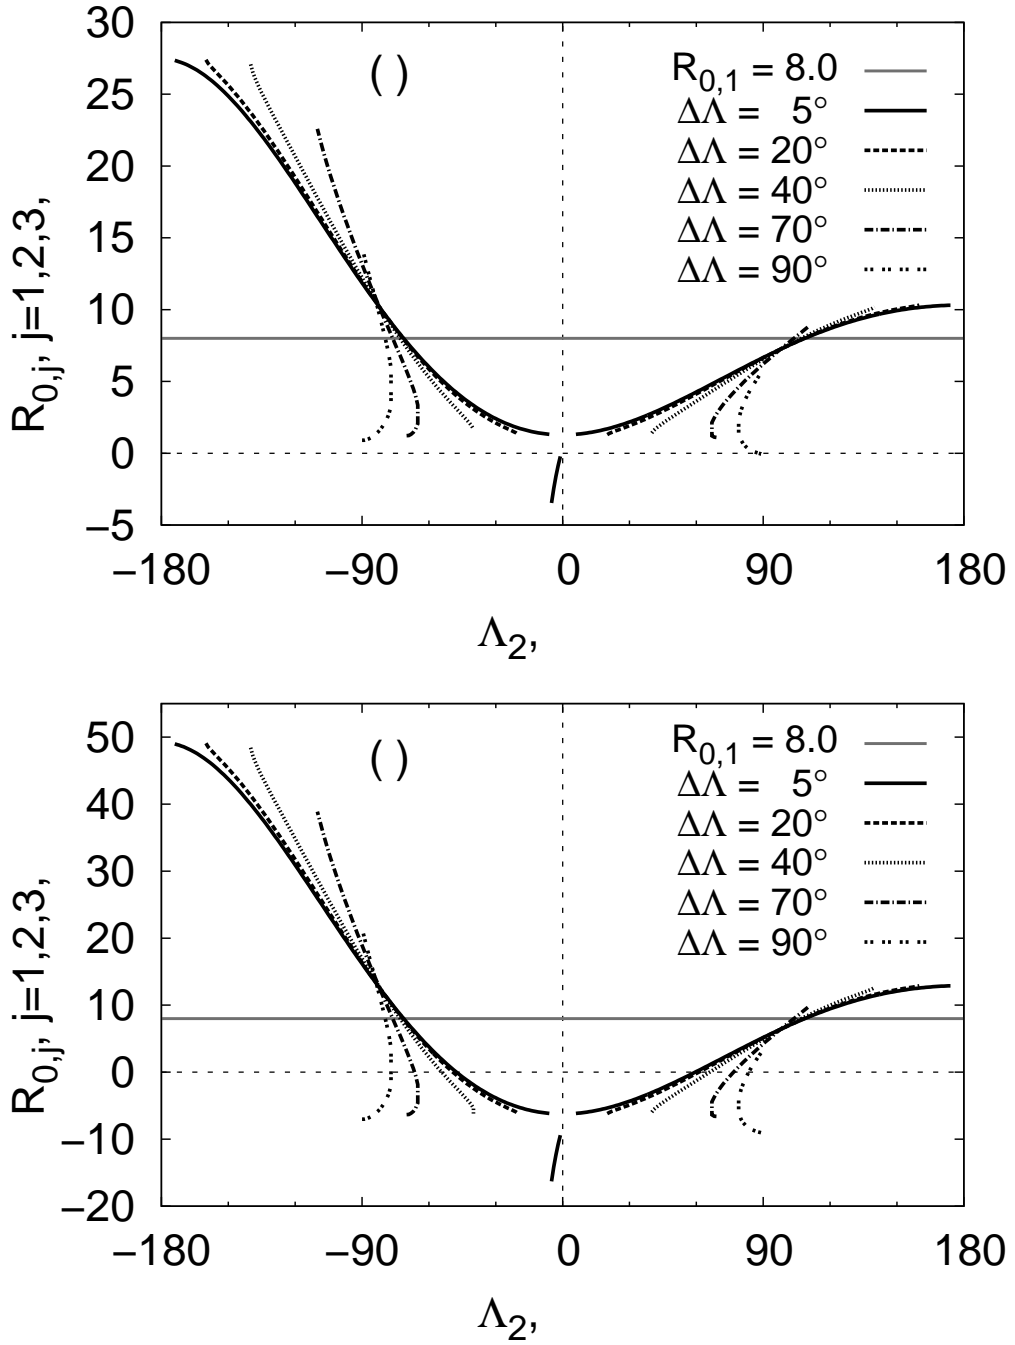 30
25
20
15
10
5
0
−5
R0,j, j=1,2,3,
( )
R0,1 = 8.0
ΔΛ = 5°
ΔΛ = 20°
ΔΛ = 40°
ΔΛ = 70°
ΔΛ = 90°
−180 −90 0 90 180
Λ2,
50
40
30
20
10
0
−10
−20
R0,j, j=1,2,3,
( )
R0,1 = 8.0
ΔΛ = 5°
ΔΛ = 20°
ΔΛ = 40°
ΔΛ = 70°
ΔΛ = 90°
−180 −90 0 90 180
Λ2,